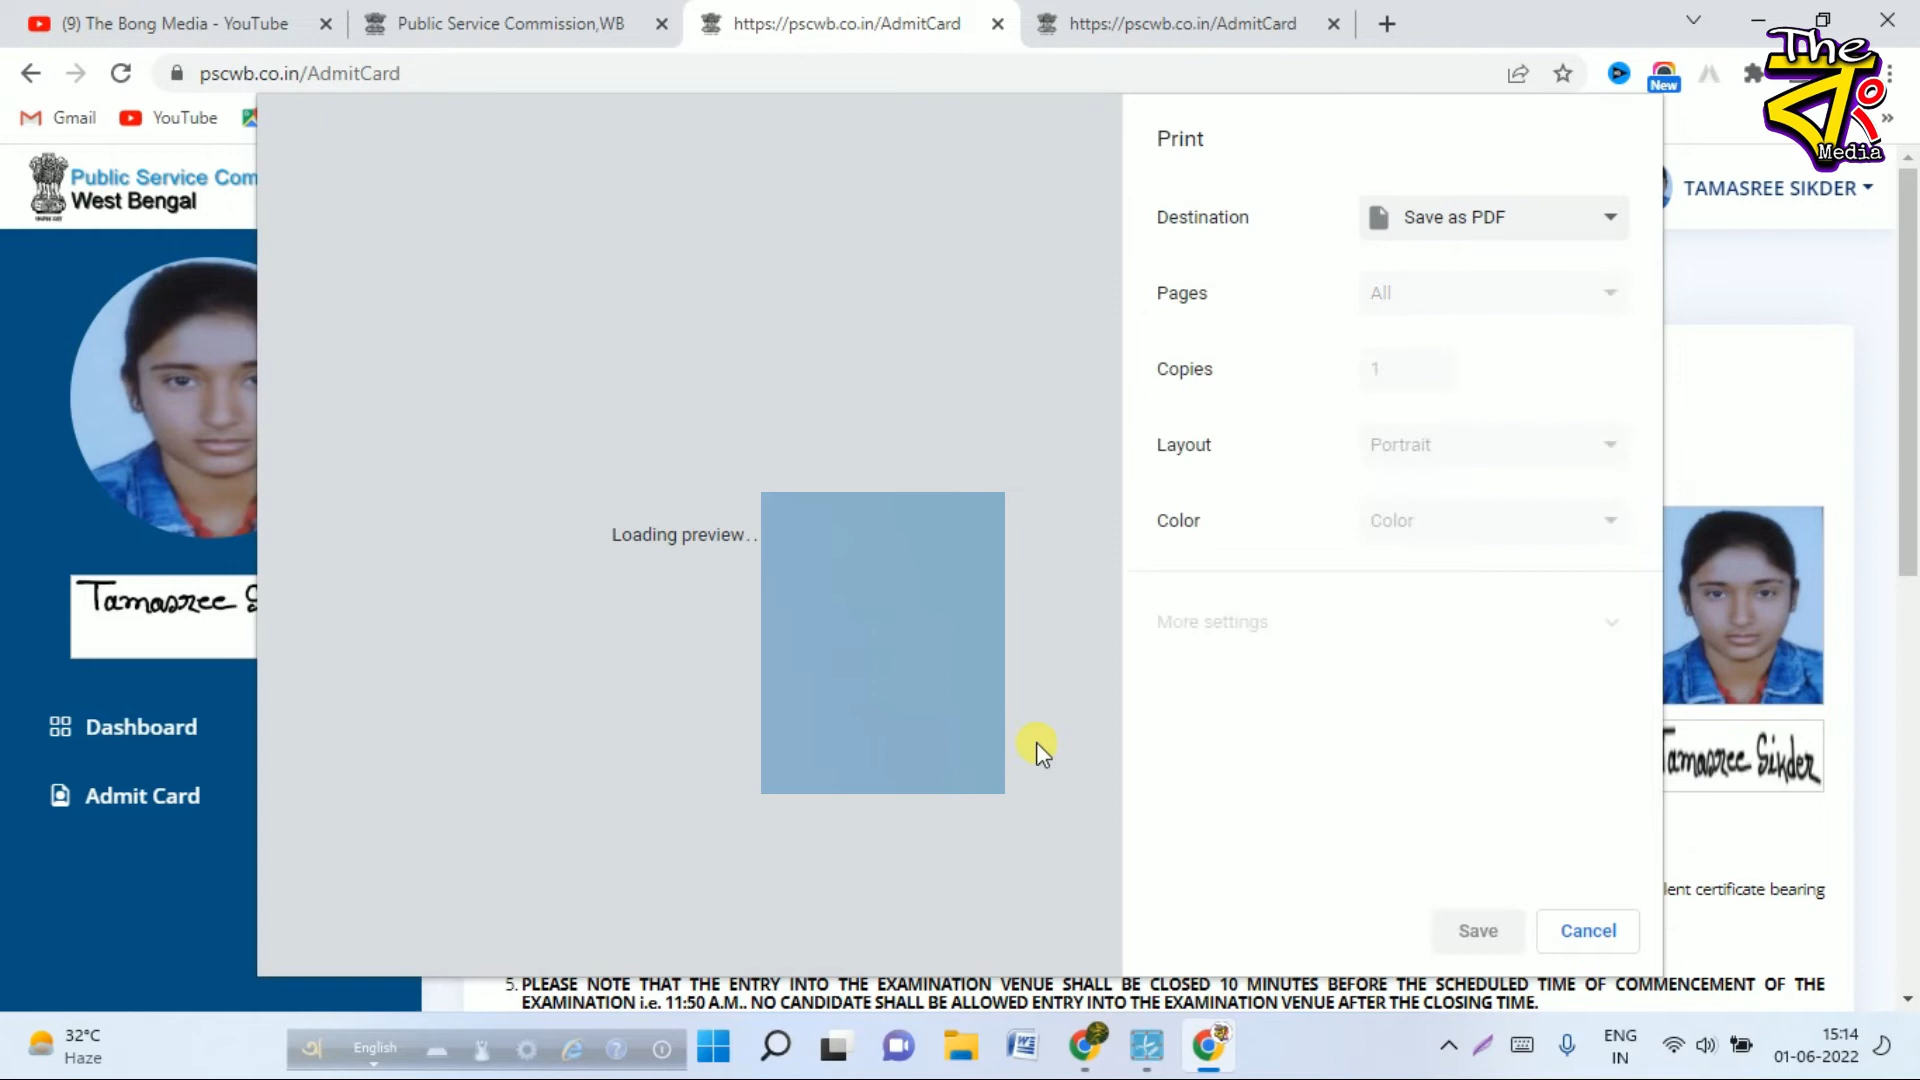 (9) The Bong Media - YouTube
Public Service Commission,WB
https://pscwb.co.in/AdmitCard
https://pscwb.co.in/AdmitCard
The
বং
Media
pscwb.co.in/AdmitCard
New
Gmail
YouTube
»
Public Service Com
West Bengal
TAMASREE SIKDER
Print
Destination
Save as PDF
Pages
All
Copies
1
Layout
Portrait
Color
Color
More settings
Loading preview..
Tamasree S
Tamasree Sikder
Dashboard
Admit Card
lent certificate bearing
Save
Cancel
5. PLEASE NOTE THAT THE ENTRY INTO THE EXAMINATION VENUE SHALL BE CLOSED 10 MINUTES BEFORE THE SCHEDULED TIME OF COMMENCEMENT OF THE
EXAMINATION i.e. 11:50 A.M.. NO CANDIDATE SHALL BE ALLOWED ENTRY INTO THE EXAMINATION VENUE AFTER THE CLOSING TIME.
32°C
Haze
অ
English
ENG
IN
15:14
01-06-2022